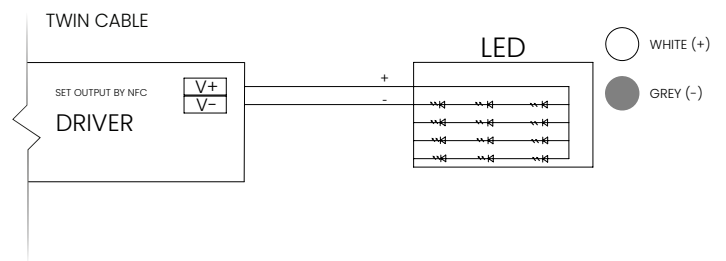 TWIN CABLE
LED
WHITE (+)
+
SET OUTPUT BY NFC
V+
GREY (-)
V-
-
DRIVER